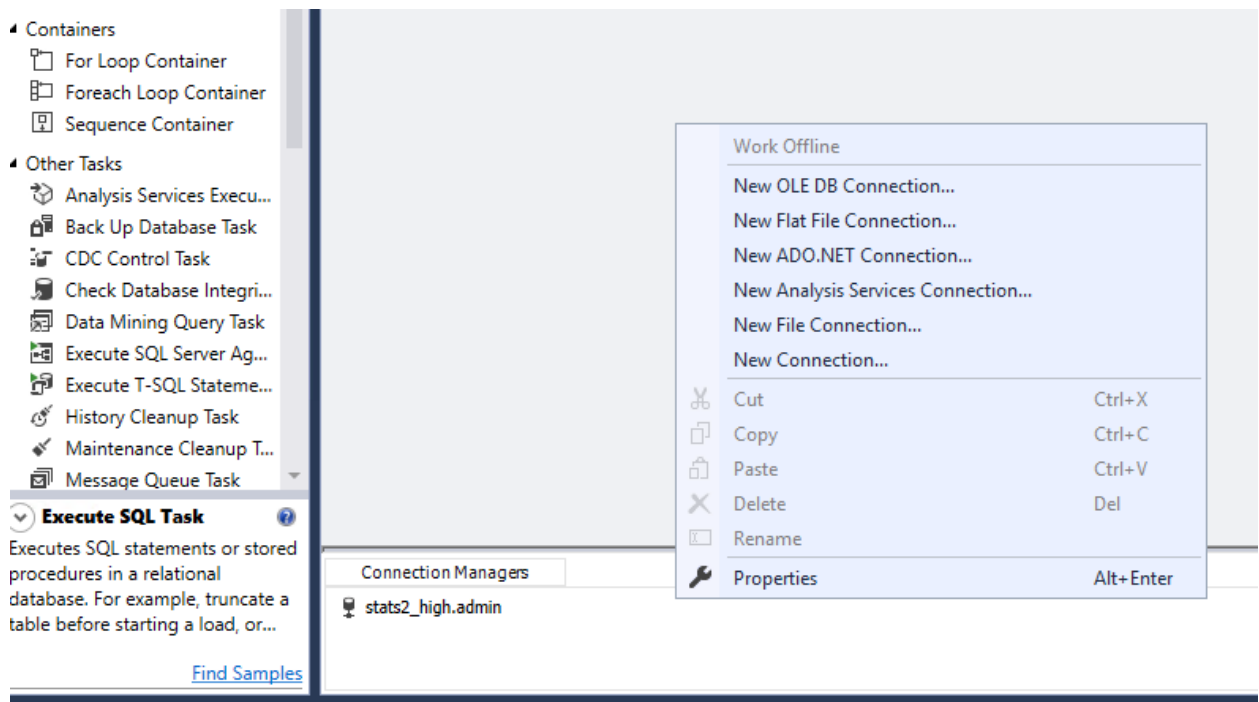 Containers
For Loop Container
Foreach Loop Container
Sequence Container
Other Tasks
Analysis Services Execu...
Back Up Database Task
CDC Control Task
Check Database Integri...
Data Mining Query Task
Execute SQL Server Ag...
Execute T-SQL Stateme...
History Cleanup Task
Maintenance Cleanup T...
Message Queue Task
Execute SQL Task
Executes SQL statements or stored
procedures in a relational
database. For example, truncate a
table before starting a load, or...
Find Samples
Work Offline
New OLE DB Connection...
New Flat File Connection...
New ADO.NET Connection...
New Analysis Services Connection...
New File Connection...
New Connection...
Cut Ctrl+X
Copy Ctrl+C
Paste Ctrl+V
Delete Del
Rename
Properties Alt+Enter
Connection Managers
stats2_high.admin